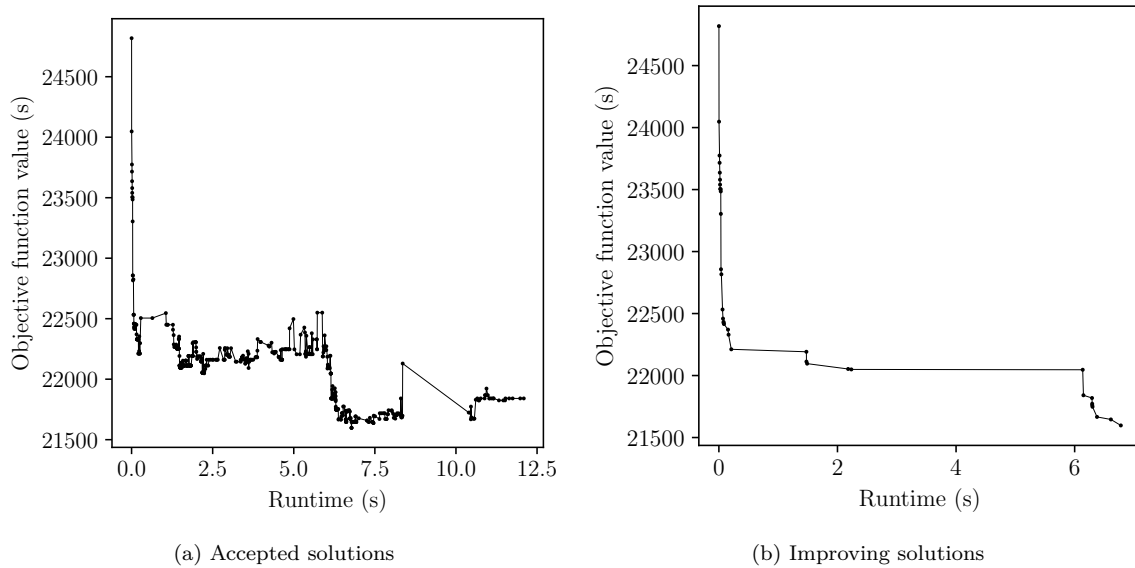 24500
24000
23500
23000
22500
22000
21500
Objective function value (s)
0.0 2.5 5.0 7.5 10.0 12.5
Runtime (s)
(a) Accepted solutions
24500
24000
23500
23000
22500
22000
21500
Objective function value (s)
0 2 4 6
Runtime (s)
(b) Improving solutions